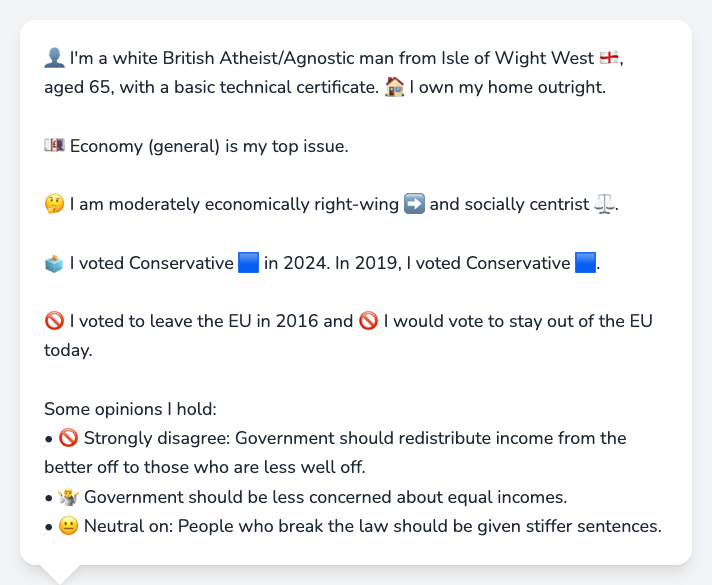 👤 I'm a white British Atheist/Agnostic man from Isle of Wight West 🏴󠁧󠁢󠁥󠁮󠁧󠁿,
aged 65, with a basic technical certificate. 🏠 I own my home outright.
💷 Economy (general) is my top issue.
🤔 I am moderately economically right-wing ➡️ and socially centrist ⚖️.
🗳️ I voted Conservative 🟦 in 2024. In 2019, I voted Conservative 🟦.
🚫 I voted to leave the EU in 2016 and 🚫 I would vote to stay out of the EU
today.
Some opinions I hold:
• 🚫 Strongly disagree: Government should redistribute income from the
better off to those who are less well off.
• 🤷 Government should be less concerned about equal incomes.
• 😐 Neutral on: People who break the law should be given stiffer sentences.